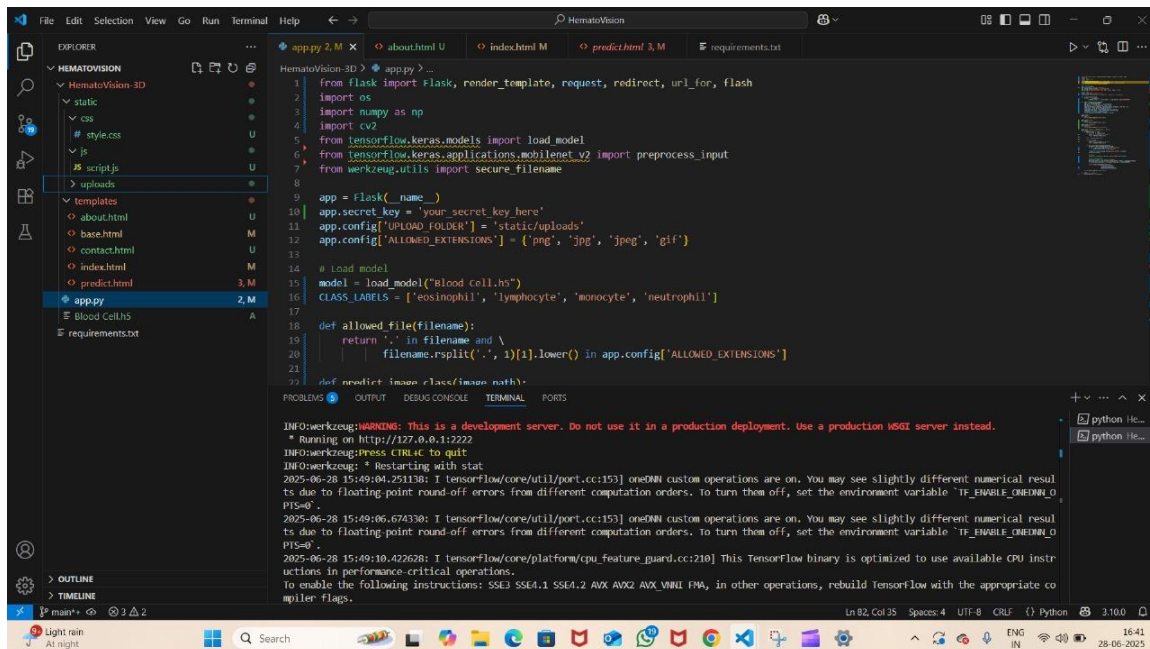 File Edit Selection View Go Run Terminal Help
HematoVision
EXPLORER
HEMATOVISION
HematoVision-3D
static
css
# style.css U
js
JS script.js U
uploads
templates
about.html U
base.html M
contact.html U
index.html M
predict.html 3, M
app.py 2, M
Blood Cell.h5 A
requirements.txt
OUTLINE
TIMELINE
19
app.py 2, M
about.html U
index.html M
predict.html 3, M
requirements.txt
HematoVision-3D > app.py > ...
1 from flask import Flask, render_template, request, redirect, url_for, flash
2 import os
3 import numpy as np
4 import cv2
5 from tensorflow.keras.models import load_model
6 from tensorflow.keras.applications.mobilenet_v2 import preprocess_input
7 from werkzeug.utils import secure_filename
8
9 app = Flask(__name__)
10 app.secret_key = 'your_secret_key_here'
11 app.config['UPLOAD_FOLDER'] = 'static/uploads'
12 app.config['ALLOWED_EXTENSIONS'] = {'png', 'jpg', 'jpeg', 'gif'}
13
14 # Load model
15 model = load_model("Blood Cell.h5")
16 CLASS_LABELS = ['eosinophil', 'lymphocyte', 'monocyte', 'neutrophil']
17
18 def allowed_file(filename):
19 return '.' in filename and \
20 filename.rsplit('.', 1)[1].lower() in app.config['ALLOWED_EXTENSIONS']
21
22 def predict_image_class(image_path):
PROBLEMS 5 OUTPUT DEBUG CONSOLE TERMINAL PORTS
INFO:werkzeug:WARNING: This is a development server. Do not use it in a production deployment. Use a production WSGI server instead.
* Running on http://127.0.0.1:2222
INFO:werkzeug:Press CTRL+C to quit
INFO:werkzeug: * Restarting with stat
2025-06-28 15:49:04.251138: I tensorflow/core/util/port.cc:153] oneDNN custom operations are on. You may see slightly different numerical resul
ts due to floating-point round-off errors from different computation orders. To turn them off, set the environment variable `TF_ENABLE_ONEDNN_O
PTS=0`.
2025-06-28 15:49:06.674330: I tensorflow/core/util/port.cc:153] oneDNN custom operations are on. You may see slightly different numerical resul
ts due to floating-point round-off errors from different computation orders. To turn them off, set the environment variable `TF_ENABLE_ONEDNN_O
PTS=0`.
2025-06-28 15:49:10.422628: I tensorflow/core/platform/cpu_feature_guard.cc:210] This TensorFlow binary is optimized to use available CPU instr
uctions in performance-critical operations.
To enable the following instructions: SSE3 SSE4.1 SSE4.2 AVX AVX2 AVX_VNNI FMA, in other operations, rebuild TensorFlow with the appropriate co
mpiler flags.
python He...
python He...
main*+ 3 2
Ln 82, Col 35 Spaces: 4 UTF-8 CRLF {} Python 3.10.0
Light rain
At night
Search
19
ENG
IN
16:41
28-06-2025